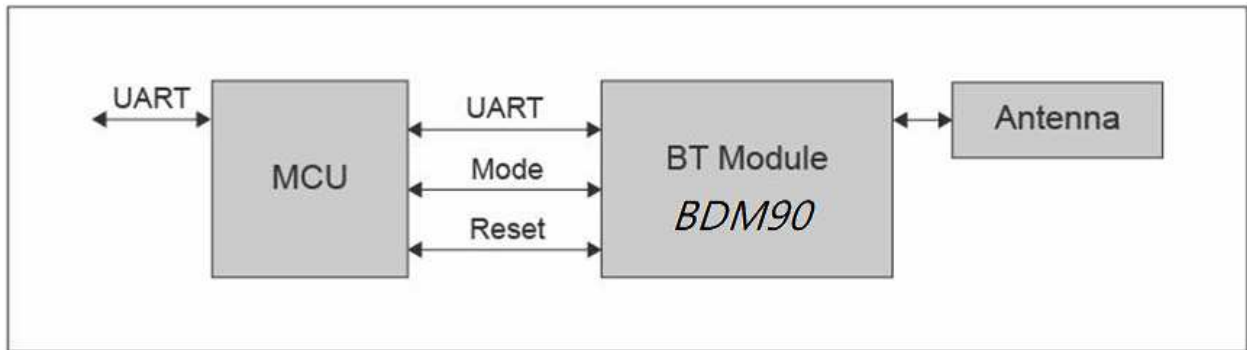 UART
MCU
UART
Mode
Reset
BT Module
BDM90
Antenna